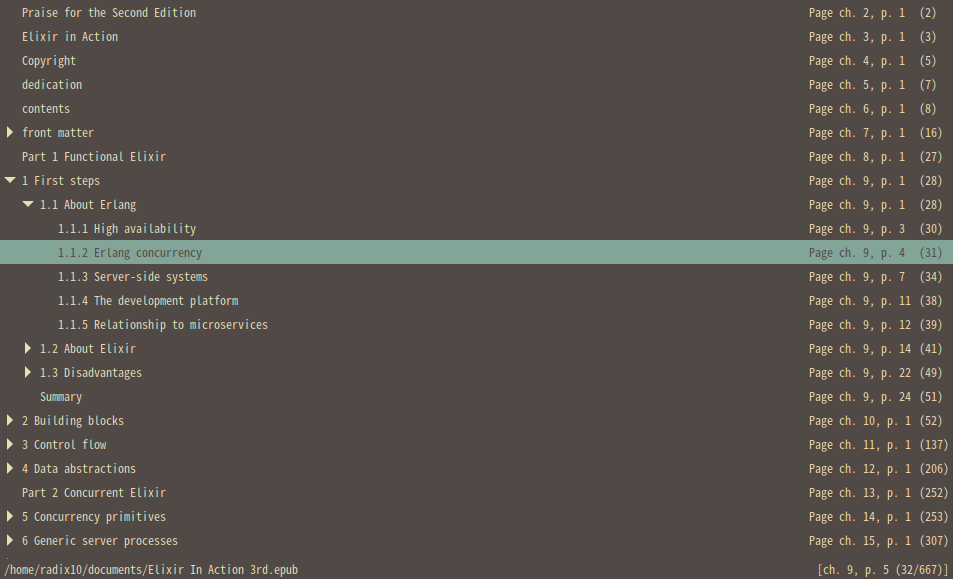 Praise for the Second Edition Page ch. 2, p. 1 (2)
Elixir in Action Page ch. 3, p. 1 (3)
Copyright Page ch. 4, p. 1 (5)
dedication Page ch. 5, p. 1 (7)
contents Page ch. 6, p. 1 (8)
front matter Page ch. 7, p. 1 (16)
Part 1 Functional Elixir Page ch. 8, p. 1 (27)
1 First steps Page ch. 9, p. 1 (28)
1.1 About Erlang Page ch. 9, p. 1 (28)
1.1.1 High availability Page ch. 9, p. 3 (30)
1.1.2 Erlang concurrency Page ch. 9, p. 4 (31)
1.1.3 Server-side systems Page ch. 9, p. 7 (34)
1.1.4 The development platform Page ch. 9, p. 11 (38)
1.1.5 Relationship to microservices Page ch. 9, p. 12 (39)
1.2 About Elixir Page ch. 9, p. 14 (41)
1.3 Disadvantages Page ch. 9, p. 22 (49)
Summary Page ch. 9, p. 24 (51)
2 Building blocks Page ch. 10, p. 1 (52)
3 Control flow Page ch. 11, p. 1 (137)
4 Data abstractions Page ch. 12, p. 1 (206)
Part 2 Concurrent Elixir Page ch. 13, p. 1 (252)
5 Concurrency primitives Page ch. 14, p. 1 (253)
6 Generic server processes Page ch. 15, p. 1 (307)
/home/radix10/documents/Elixir In Action 3rd.epub [ch. 9, p. 5 (32/667)]